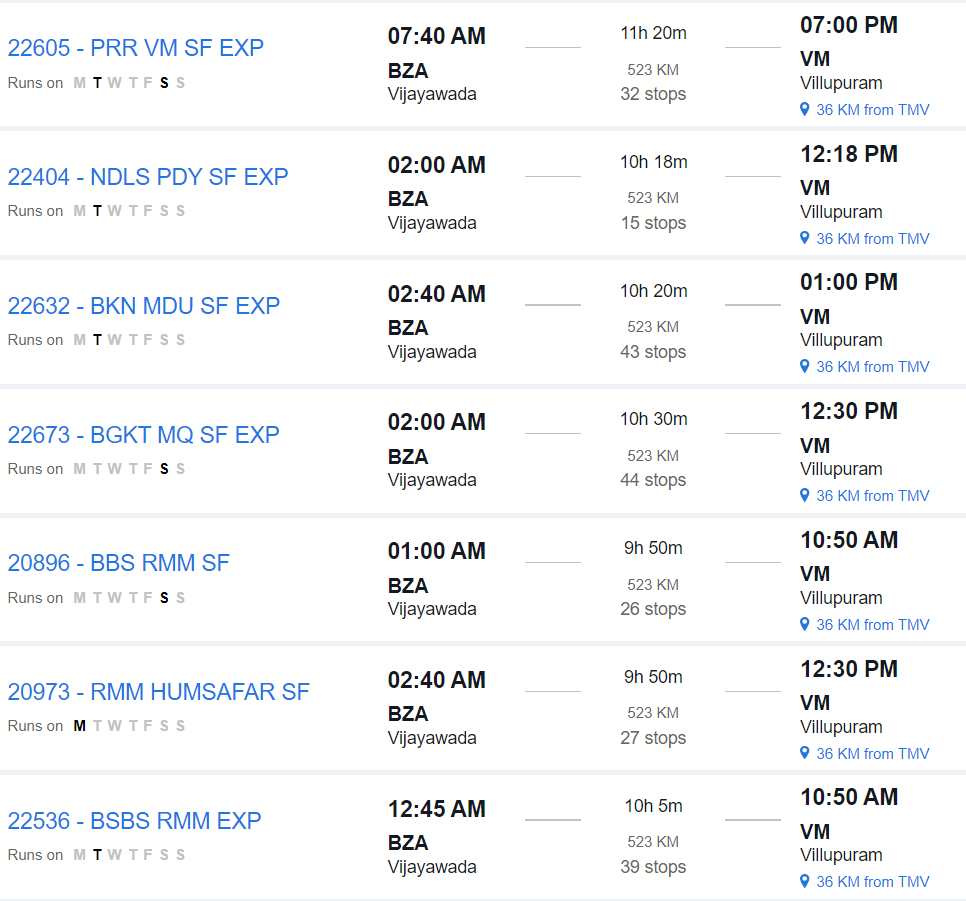 22605 - PRR VM SF EXP
Runs on M T W T F S S
07:40 AM
BZA
Vijayawada
11h 20m
523 KM
32 stops
07:00 PM
VM
Villupuram
36 KM from TMV
22404 - NDLS PDY SF EXP
Runs on M T W T F S S
02:00 AM
BZA
Vijayawada
10h 18m
523 KM
15 stops
12:18 PM
VM
Villupuram
36 KM from TMV
22632 - BKN MDU SF EXP
Runs on M T W T F S S
02:40 AM
BZA
Vijayawada
10h 20m
523 KM
43 stops
01:00 PM
VM
Villupuram
36 KM from TMV
22673 - BGKT MQ SF EXP
Runs on M T W T F S S
02:00 AM
BZA
Vijayawada
10h 30m
523 KM
44 stops
12:30 PM
VM
Villupuram
36 KM from TMV
20896 - BBS RMM SF
Runs on M T W T F S S
01:00 AM
BZA
Vijayawada
9h 50m
523 KM
26 stops
10:50 AM
VM
Villupuram
36 KM from TMV
20973 - RMM HUMSAFAR SF
Runs on M T W T F S S
02:40 AM
BZA
Vijayawada
9h 50m
523 KM
27 stops
12:30 PM
VM
Villupuram
36 KM from TMV
22536 - BSBS RMM EXP
Runs on M T W T F S S
12:45 AM
BZA
Vijayawada
10h 5m
523 KM
39 stops
10:50 AM
VM
Villupuram
36 KM from TMV